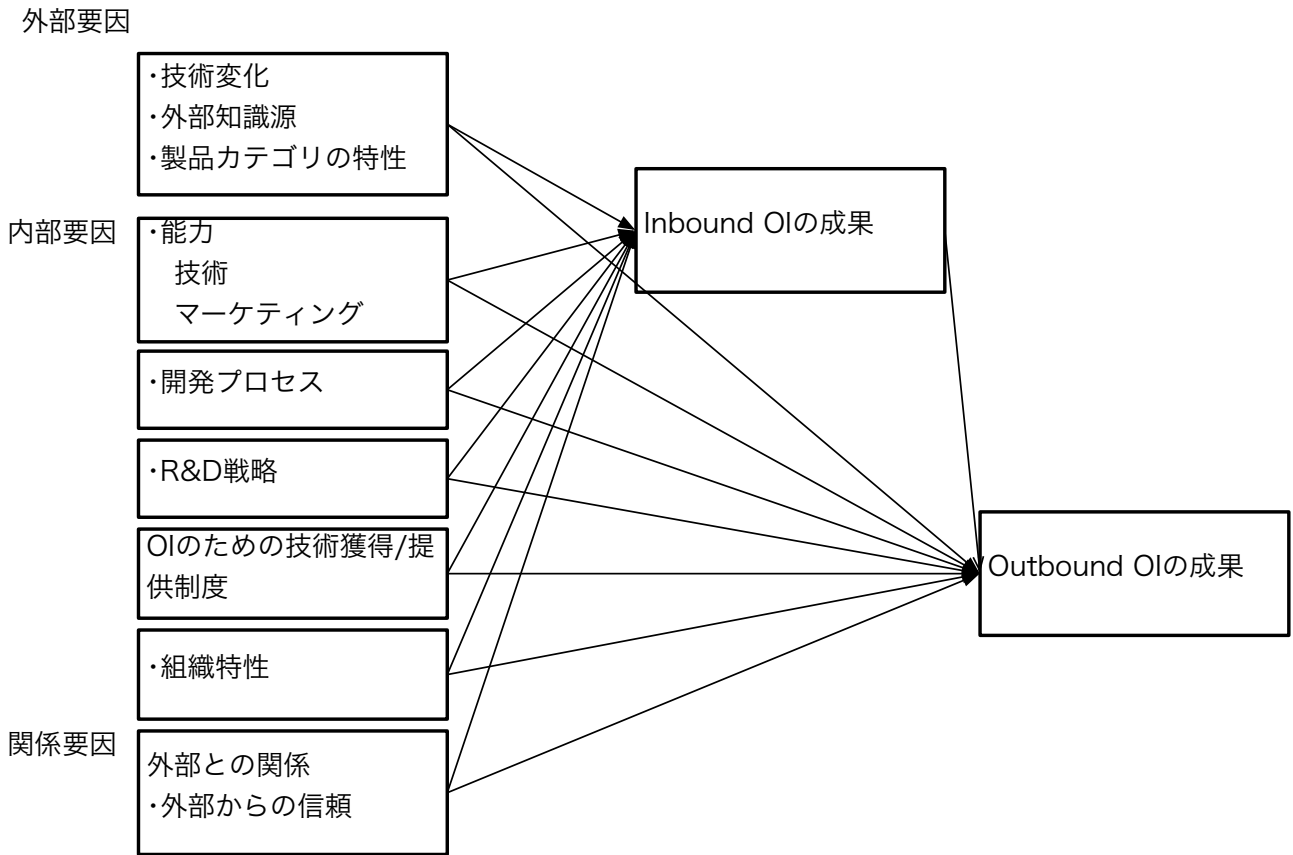 外部要因
・技術変化
・外部知識源
・製品カテゴリの特性
内部要因
・能力
技術
マーケティング
・開発プロセス
・R&D戦略
OIのための技術獲得/提
供制度
・組織特性
関係要因
外部との関係
・外部からの信頼
Inbound OIの成果
Outbound OIの成果